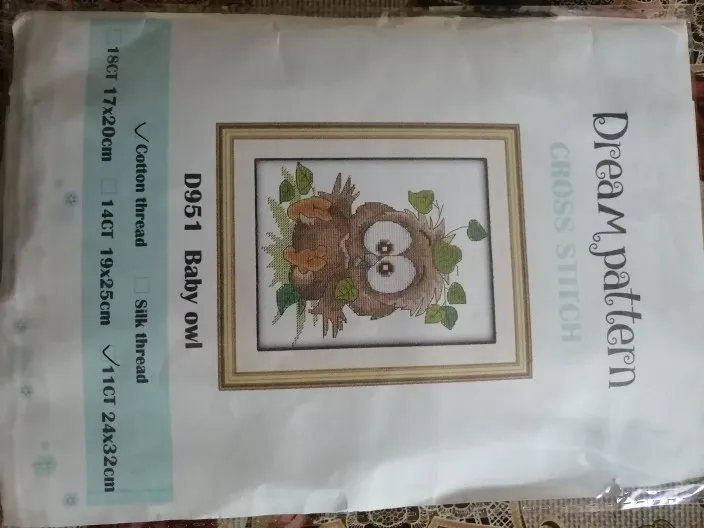 Dream pattern
CROSS STITCH
D951 Baby owl
✓ Cotton thread □ Silk thread
□ 18CT 17x20cm □ 14CT 19x25cm ✓ 11CT 24x32cm